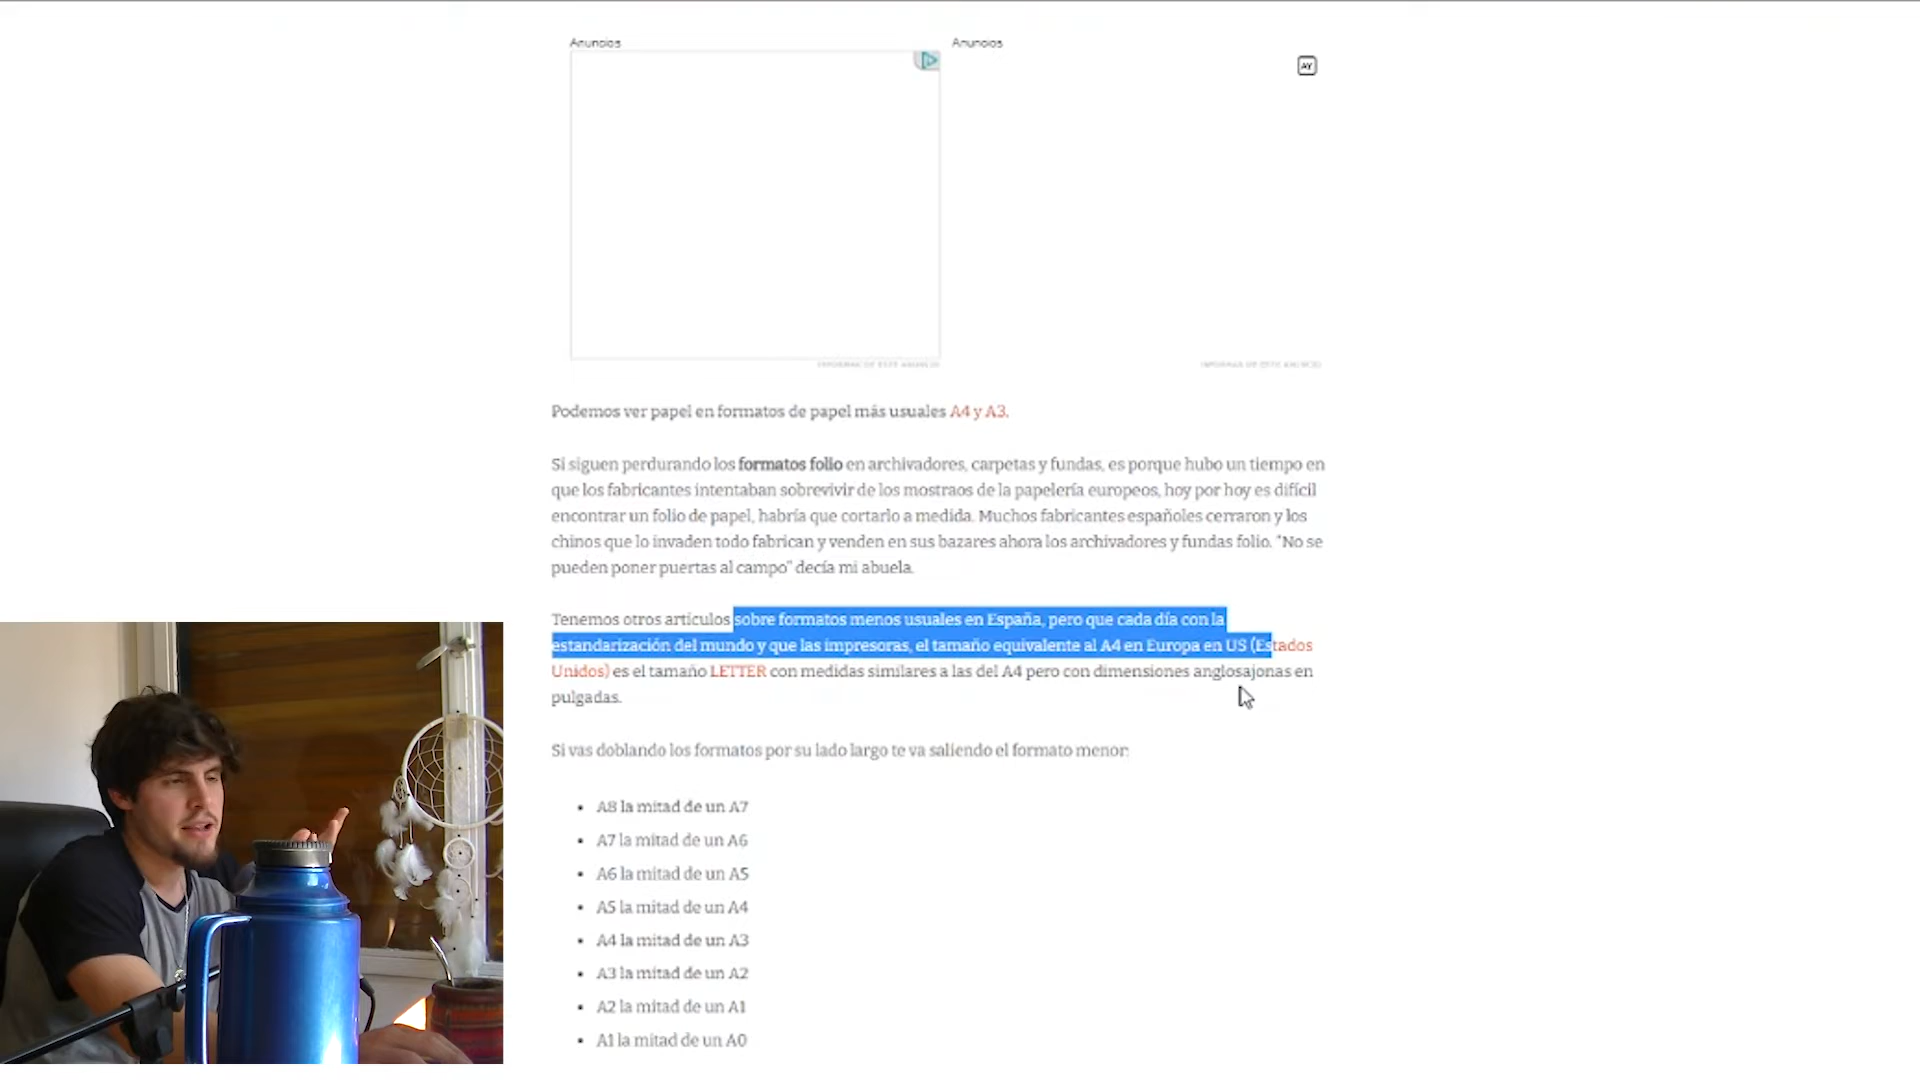 Anuncios
Anuncios
AY
Podemos ver papel en formatos de papel más usuales A4 y A3.
Si siguen perdurando los formatos folio en archivadores, carpetas y fundas, es porque hubo un tiempo en
que los fabricantes intentaban sobrevivir de los mostraos de la papelería europeos, hoy por hoy es difícil
encontrar un folio de papel, habría que cortarlo a medida. Muchos fabricantes españoles cerraron y los
chinos que lo invaden todo fabrican y venden en sus bazares ahora los archivadores y fundas folio. “No se
pueden poner puertas al campo” decía mi abuela.
Tenemos otros artículos sobre formatos menos usuales en España, pero que cada día con la
estandarización del mundo y que las impresoras, el tamaño equivalente al A4 en Europa en US (Estados
Unidos) es el tamaño LETTER con medidas similares a las del A4 pero con dimensiones anglosajonas en
pulgadas.
Si vas doblando los formatos por su lado largo te va saliendo el formato menor:
• A8 la mitad de un A7
• A7 la mitad de un A6
• A6 la mitad de un A5
• A5 la mitad de un A4
• A4 la mitad de un A3
• A3 la mitad de un A2
• A2 la mitad de un A1
• A1 la mitad de un A0